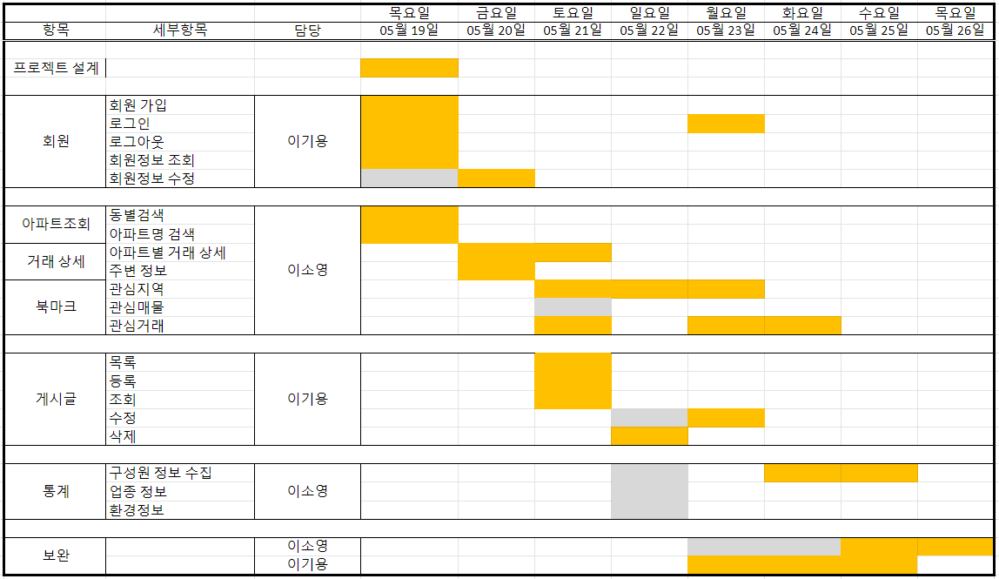 목요일 금요일 토요일 일요일 월요일 화요일 수요일 목요일
항목 세부항목 담당 05월 19일 05월 20일 05월 21일 05월 22일 05월 23일 05월 24일 05월 25일 05월 26일
프로젝트 설계
회원 가입
로그인
회원 로그아웃 이기용
회원정보 조회
회원정보 수정
아파트조회 동별검색
아파트명 검색
거래 상세 아파트별 거래 상세
주변 정보 이소영
관심지역
북마크 관심매물
관심거래
목록
등록
게시글 조회 이기용
수정
삭제
구성원 정보 수집
통계 업종 정보 이소영
환경정보
보완 이소영
이기용